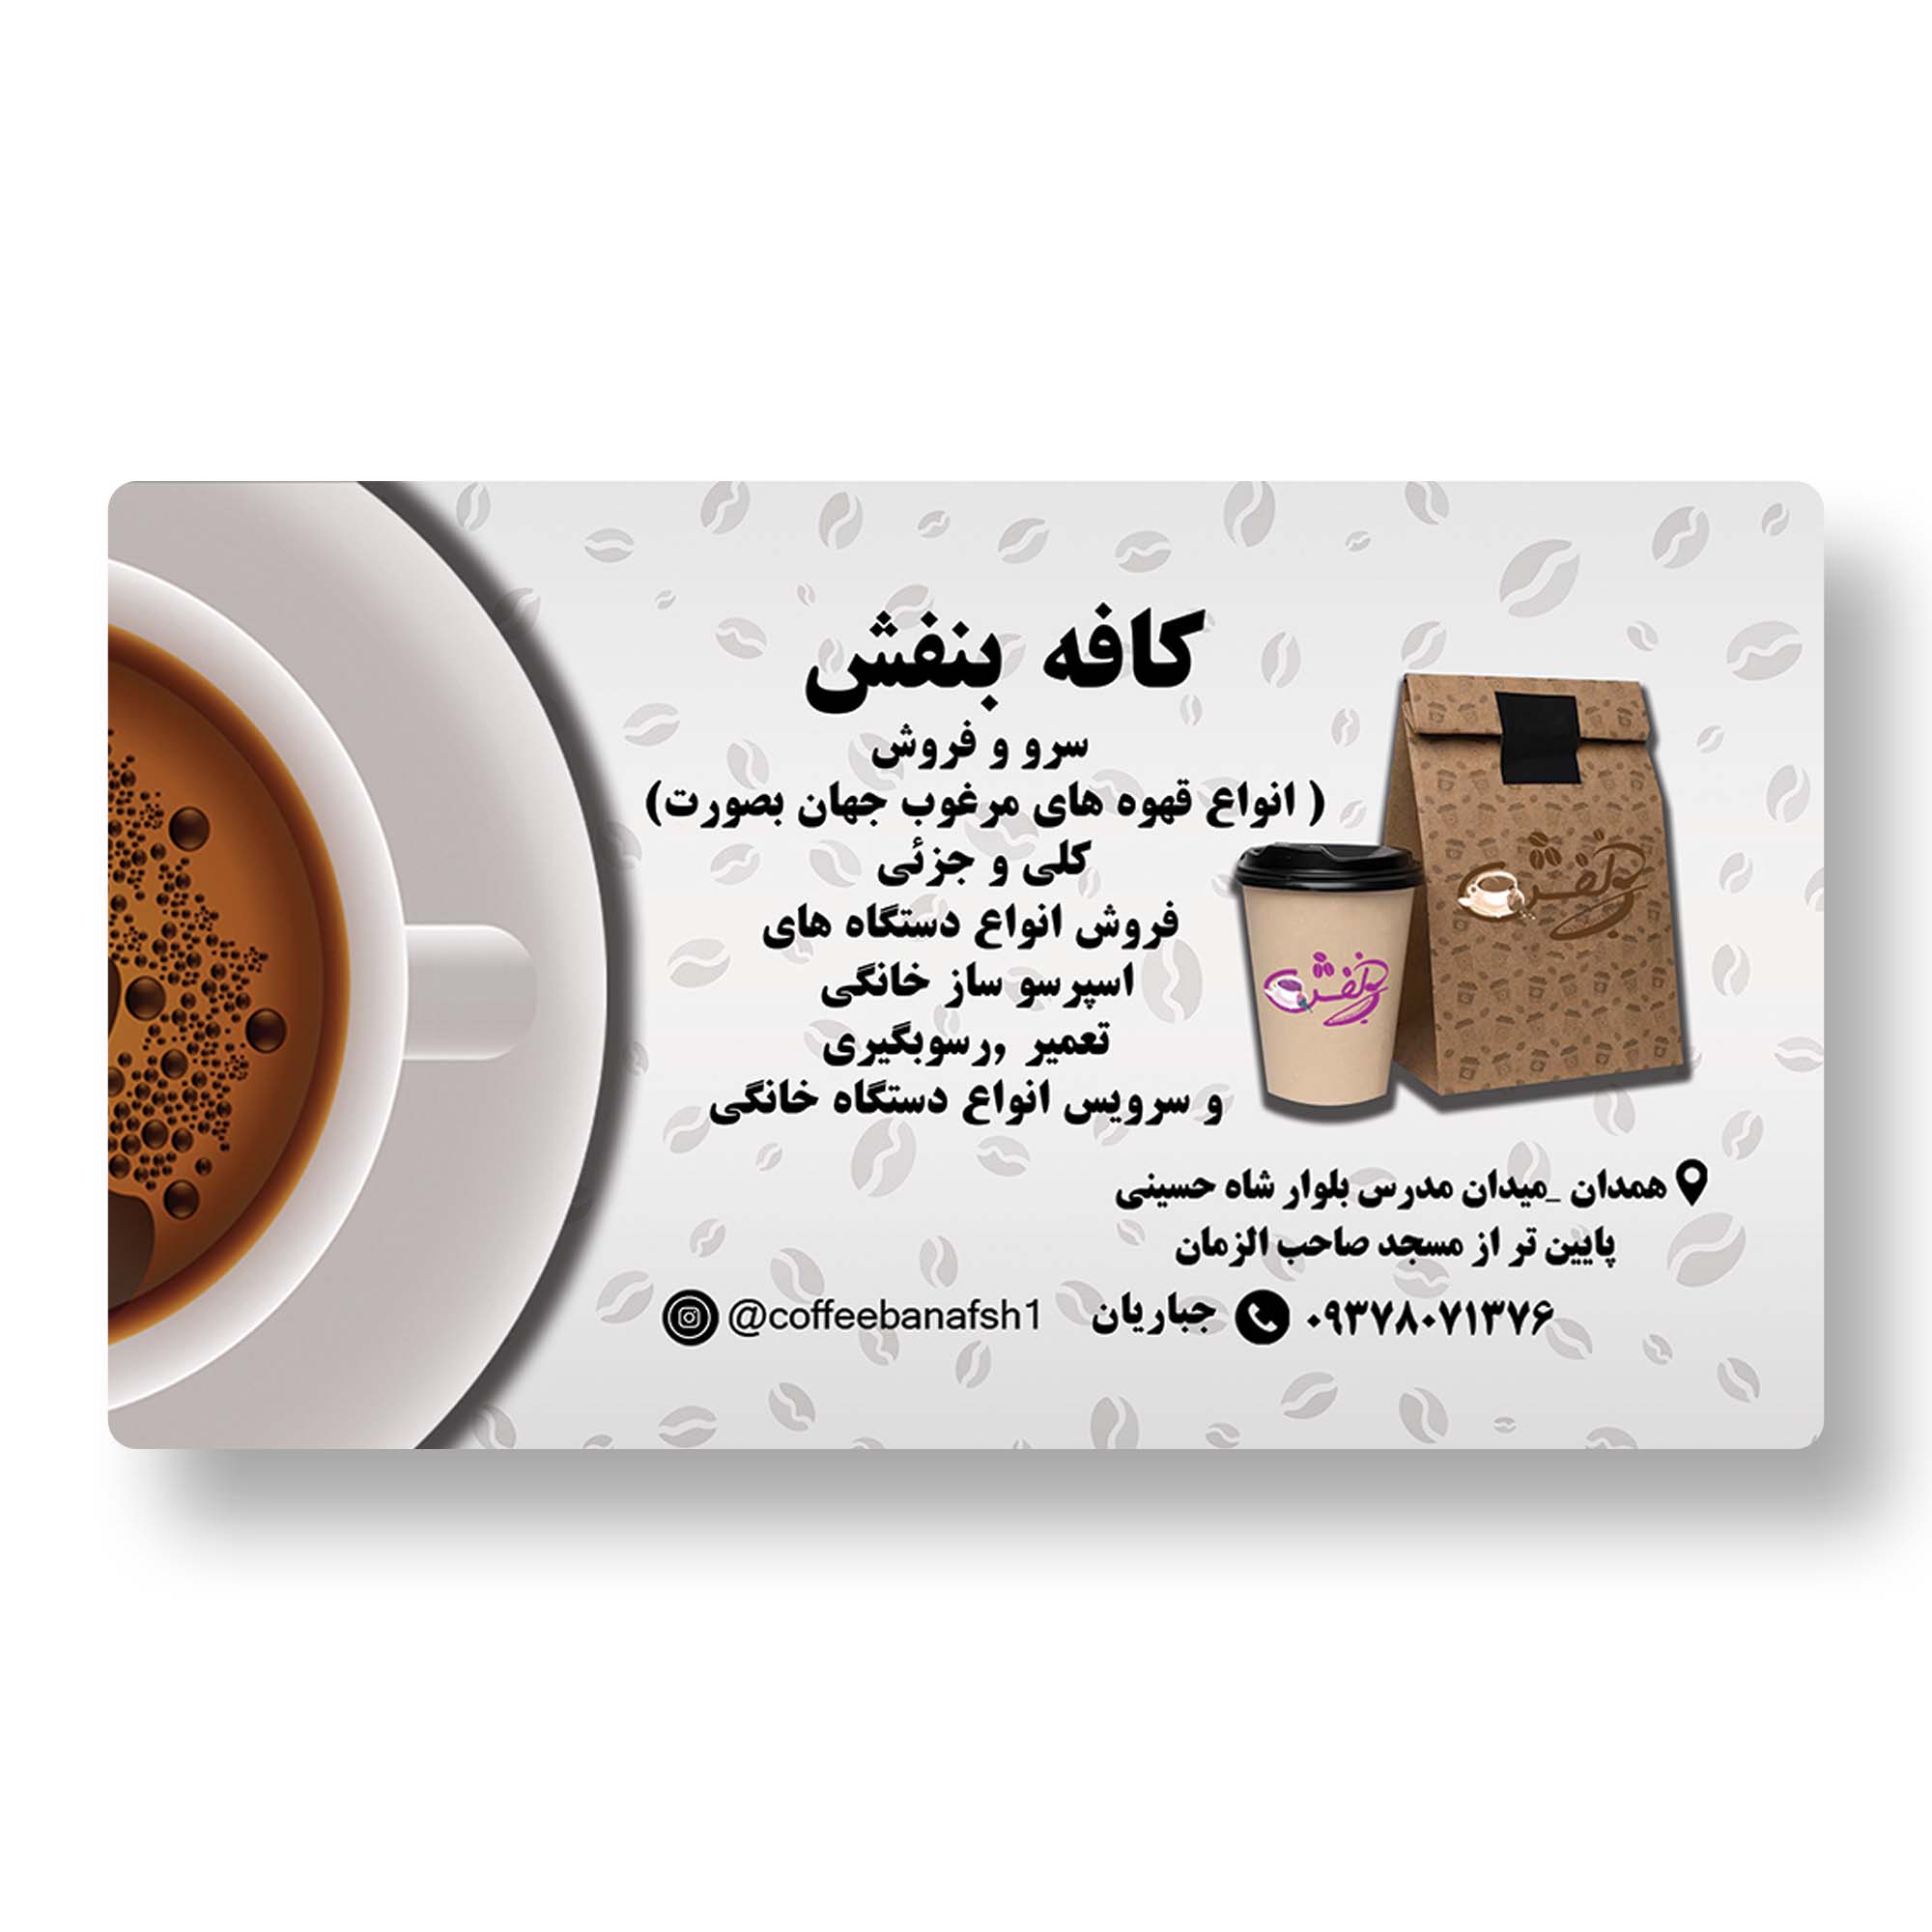 کافه بنفش
سرو و فروش
( انواع قهوه های مرغوب جهان بصورت)
کلی و جزئی
فروش انواع دستگاه های
اسپرسو ساز خانگی
تعمیر ,رسوبگیری
و سرویس انواع دستگاه خانگی
بنفش
بنفش
همدان _میدان مدرس بلوار شاه حسینی
پایین تر از مسجد صاحب الزمان
۰۹۳۷۸۰۷۱۳۷۶ جباریان
@coffeebanafsh1